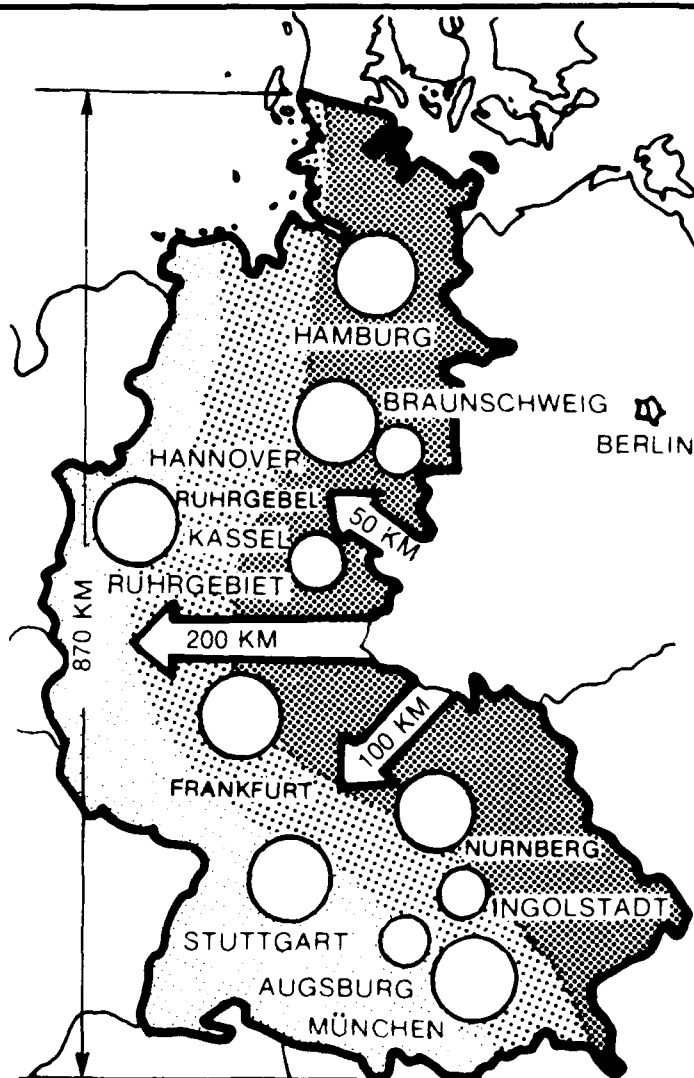 HAMBURG
BRAUNSCHWEIG
BERLIN
HANNOVER
RUHRGEBEL
50 KM
KASSEL
RUHRGEBIET
870 KM
200 KM
100 KM
FRANKFURT
NURNBERG
INGOLSTADT
STUTTGART
AUGSBURG
MÜNCHEN